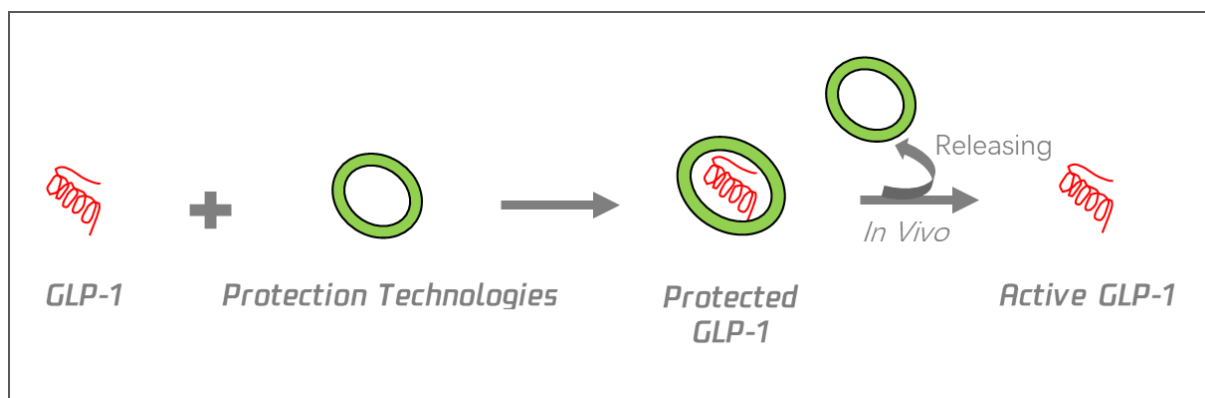 Releasing
In Vivo
GLP-1
Protection Technologies
Protected
GLP-1
Active GLP-1